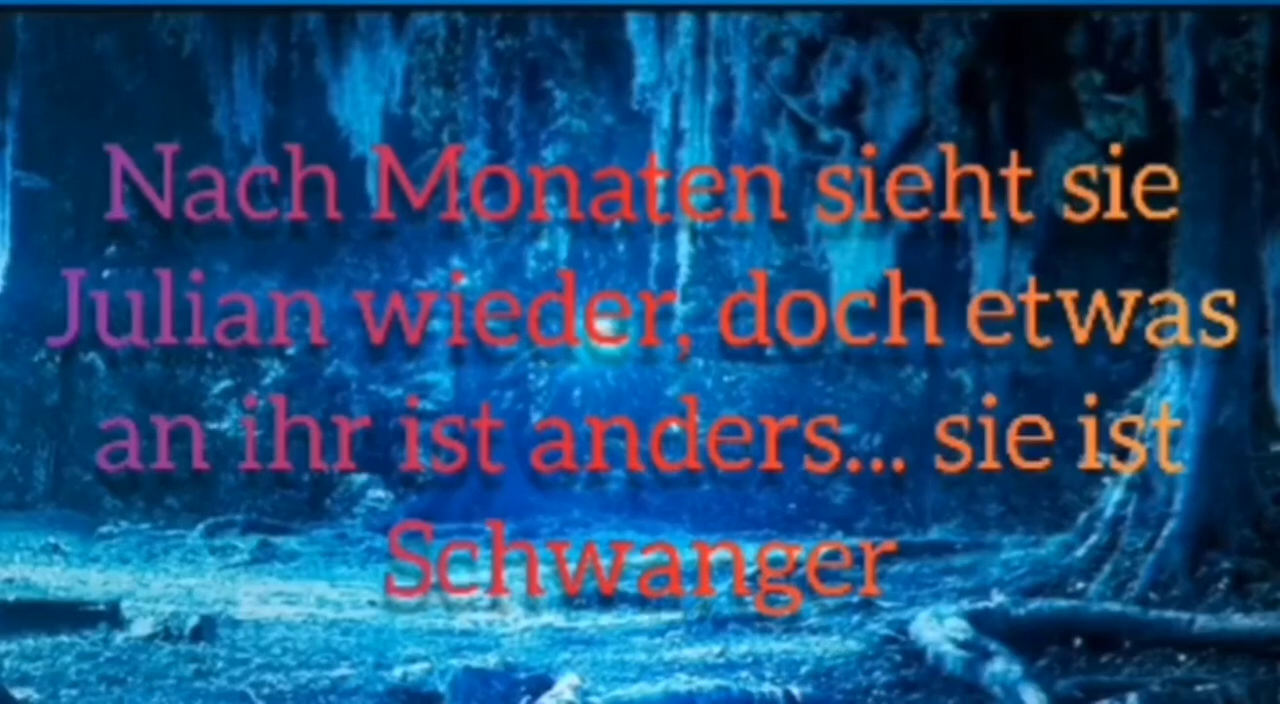 Nach Monaten sieht sie
Julian wieder, doch etwas
an ihr ist anders... sie ist
Schwanger